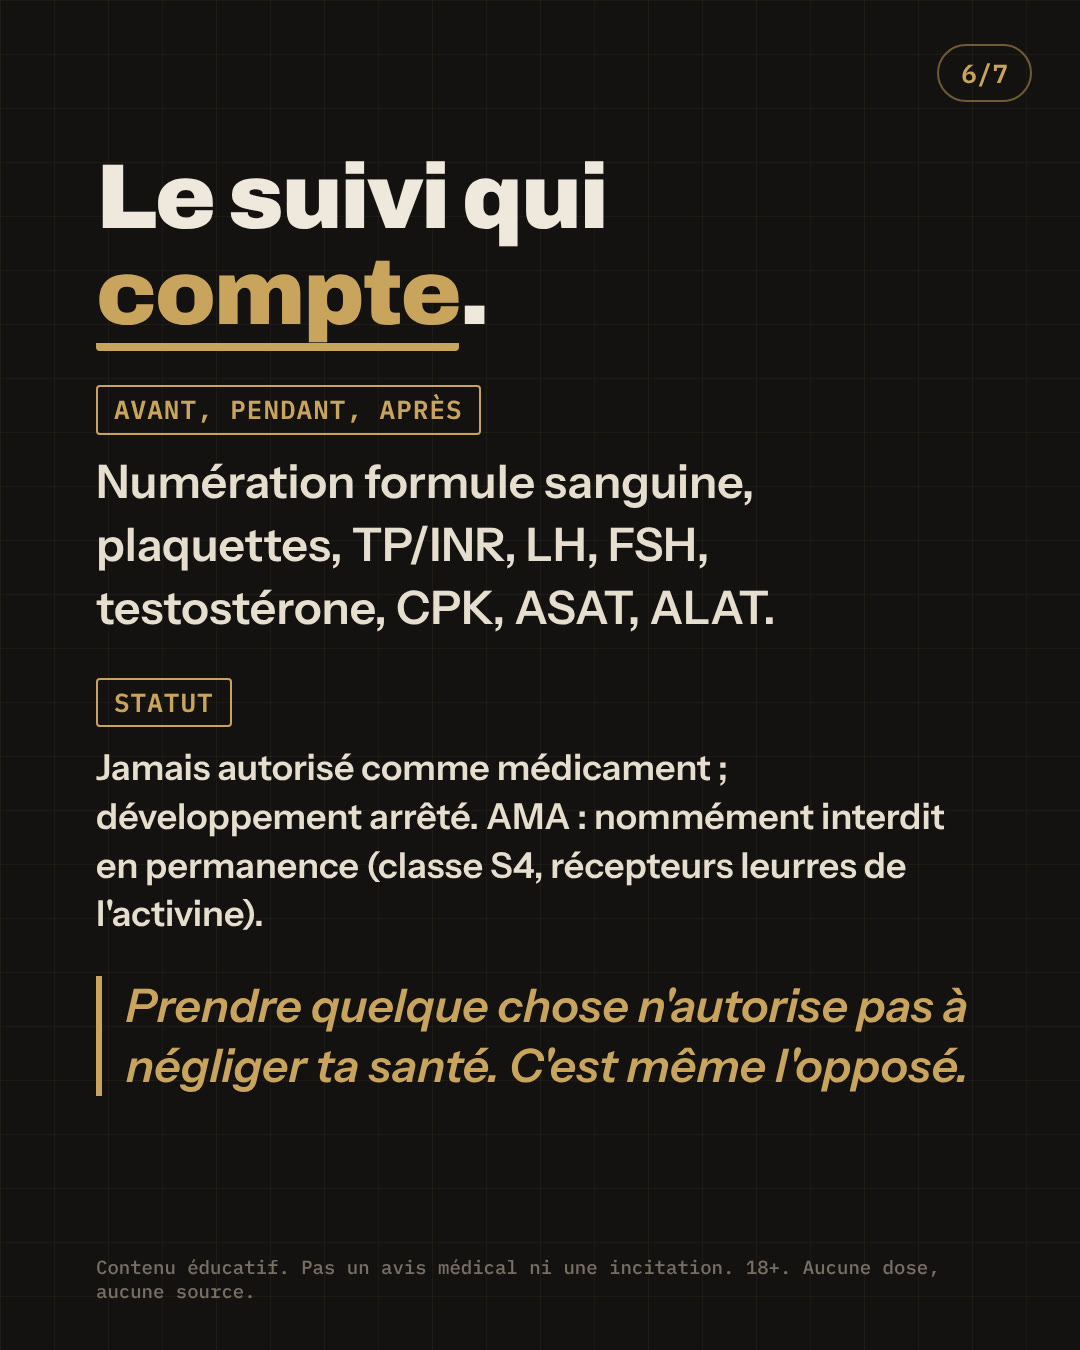 6/7
Le suivi qui
compte.
AVANT, PENDANT, APRÈS
Numération formule sanguine,
plaquettes, TP/INR, LH, FSH,
testostérone, CPK, ASAT, ALAT.
STATUT
Jamais autorisé comme médicament ;
développement arrêté. AMA : nommément interdit
en permanence (classe S4, récepteurs leurres de
l'activine).
Prendre quelque chose n'autorise pas à
négliger ta santé. C'est même l'opposé.
Contenu éducatif. Pas un avis médical ni une incitation. 18+. Aucune dose,
aucune source.